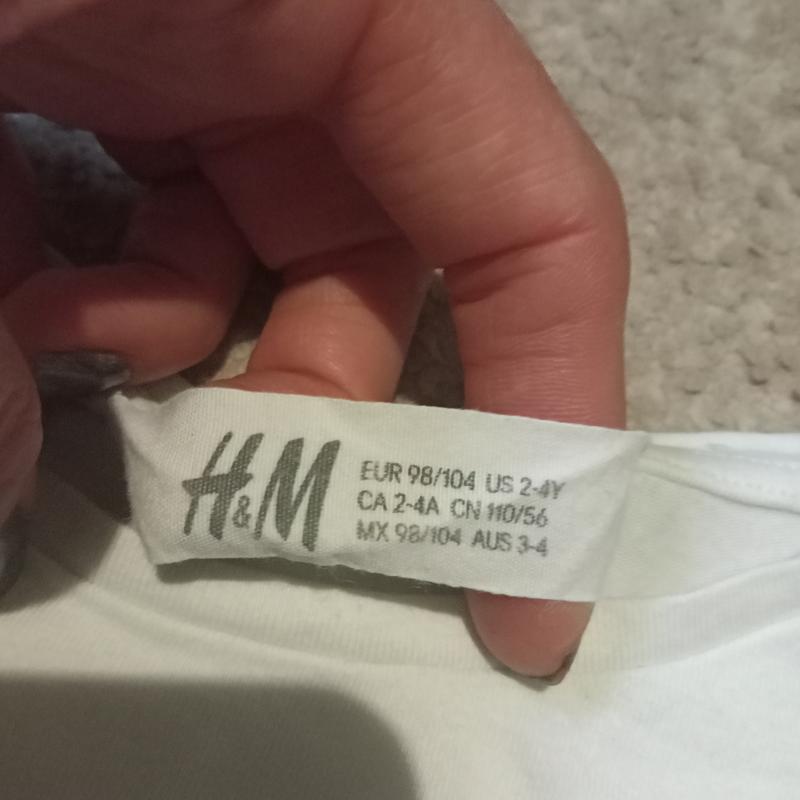 H&M
EUR 98/104 US 2-4Y
CA 2-4A CN 110/56
MX 98/104 AUS 3-4